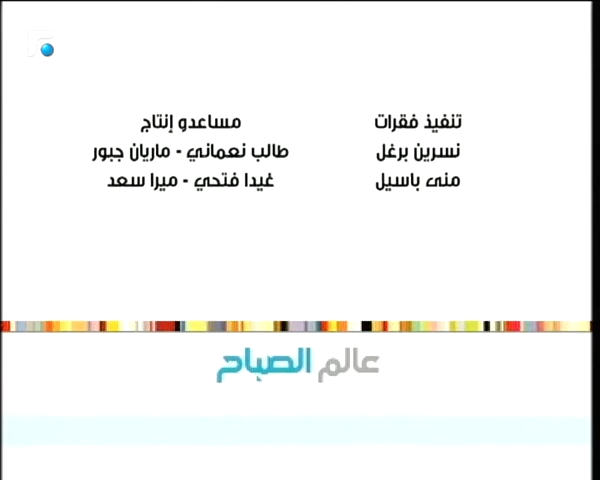 تنفيذ فقرات
نسرين برغل
منى باسيل
مساعدو إنتاج
طالب نعماني - ماريان جبور
غيدا فتحي - ميرا سعد
عالم الصباح